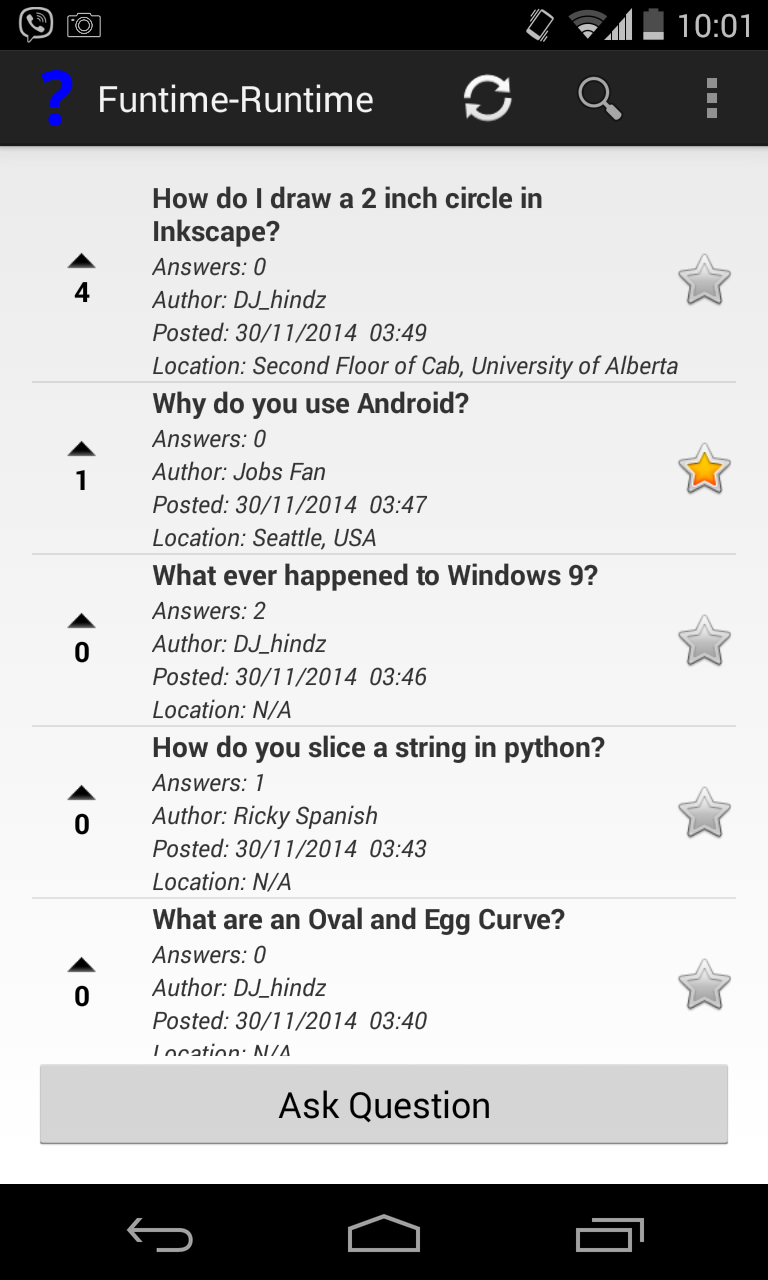 10:01
? Funtime-Runtime
How do I draw a 2 inch circle in
Inkscape?
Answers: 0
4
Author: DJ_hindz
Posted: 30/11/2014  03:49
Location: Second Floor of Cab, University of Alberta
Why do you use Android?
Answers: 0
1
Author: Jobs Fan
Posted: 30/11/2014  03:47
Location: Seattle, USA
What ever happened to Windows 9?
Answers: 2
0
Author: DJ_hindz
Posted: 30/11/2014  03:46
Location: N/A
How do you slice a string in python?
Answers: 1
0
Author: Ricky Spanish
Posted: 30/11/2014  03:43
Location: N/A
What are an Oval and Egg Curve?
Answers: 0
0
Author: DJ_hindz
Posted: 30/11/2014  03:40
Location: N/A
Ask Question